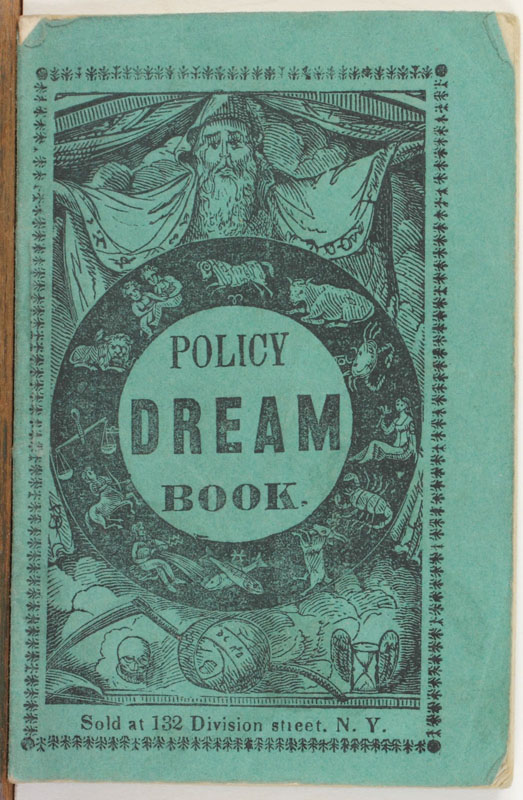 POLICY
DREAM
BOOK.
Sold at 132 Division street, N. Y.